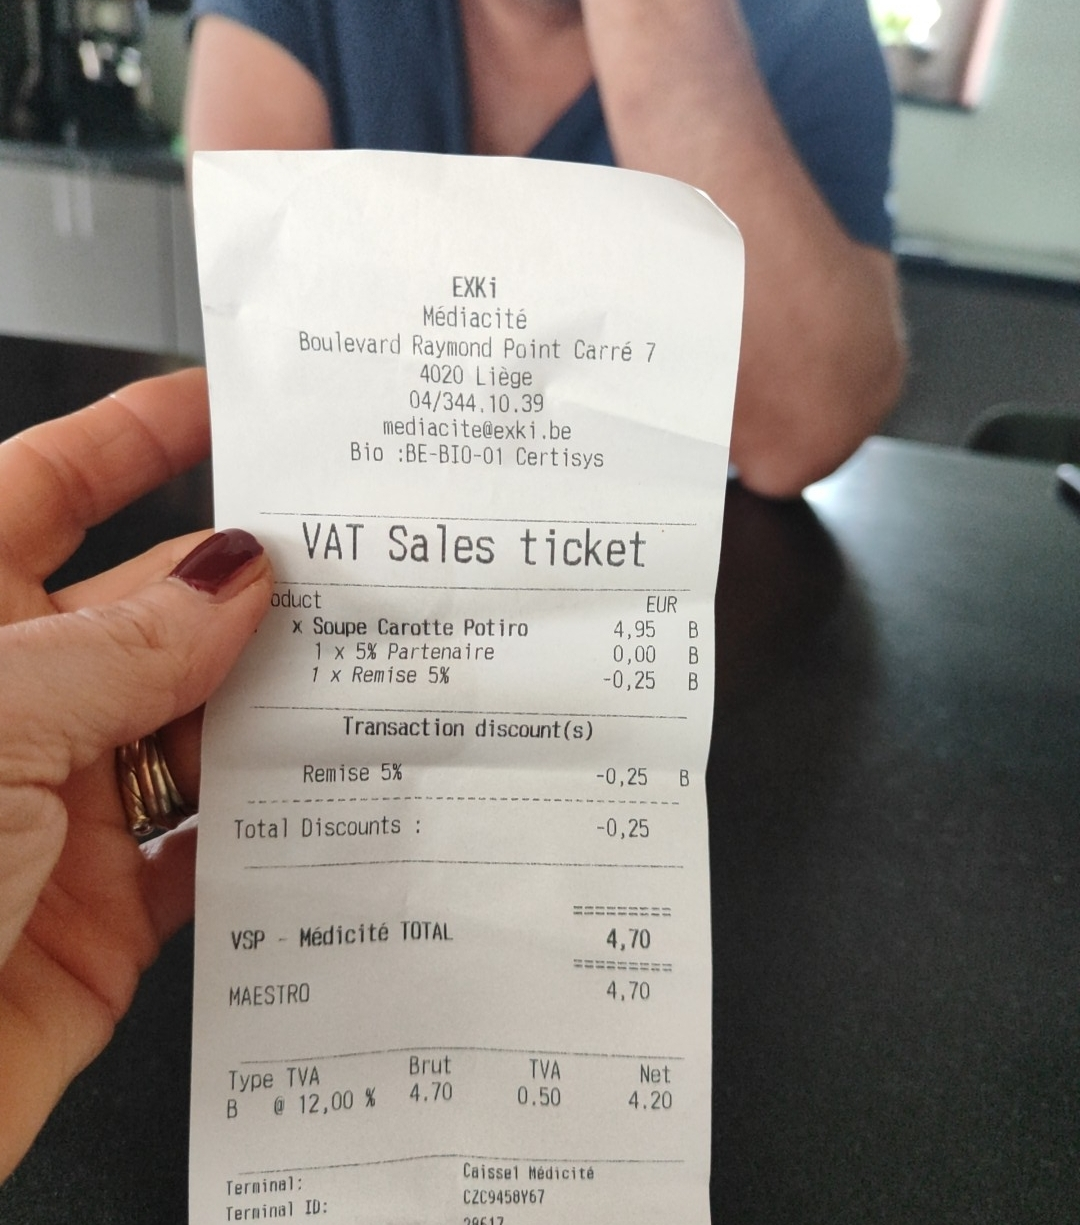 EXKi
Médiacité
Boulevard Raymond Point Carré 7
4020 Liège
04/344.10.39
mediacite@exki.be
Bio :BE-BIO-01 Certisys
VAT Sales ticket
oduct EUR
x Soupe Carotte Potiro 4,95 B
1 x 5% Partenaire 0,00 B
1 x Remise 5% -0,25 B
Transaction discount(s)
Remise 5% -0,25 B
Total Discounts : -0,25
=========
VSP - Médicité TOTAL 4,70
=========
MAESTRO 4,70
Type TVA Brut TVA Net
B @ 12,00 % 4.70 0.50 4.20
Terminal: Caisse1 Médicité
Terminal ID: CZC9458Y67